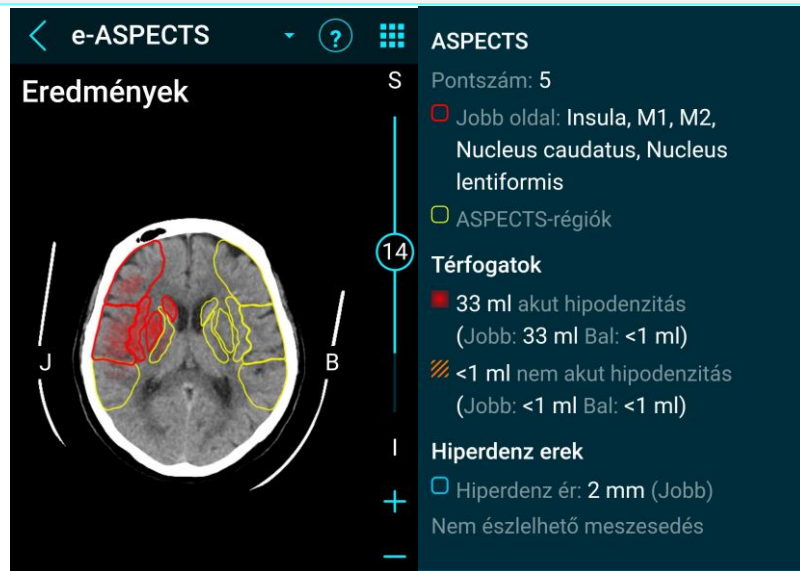 e-ASPECTS
?
Eredmények
S
14
J
B
I
+
−
ASPECTS
Pontszám: 5
Jobb oldal: Insula, M1, M2,
Nucleus caudatus, Nucleus
lentiformis
ASPECTS-régiók
Térfogatok
33 ml akut hipodenzitás
(Jobb: 33 ml Bal: <1 ml)
<1 ml nem akut hipodenzitás
(Jobb: <1 ml Bal: <1 ml)
Hiperdenz erek
Hiperdenz ér: 2 mm (Jobb)
Nem észlelhető meszesedés